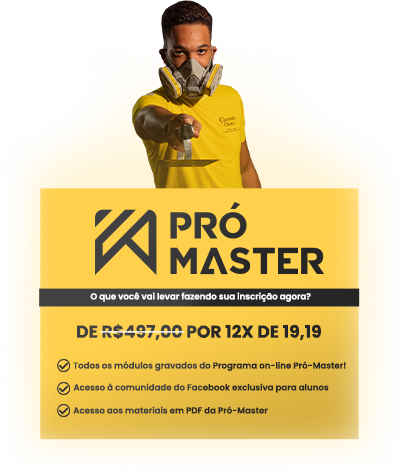 PRÓ
MASTER
O que você vai levar fazendo sua inscrição agora?
DE R$497,00 POR 12X DE 19,19
Todos os módulos gravados do Programa on-line Pró-Master!
Acesso à comunidade do Facebook exclusiva para alunos
Acesso aos materiais em PDF da Pró-Master